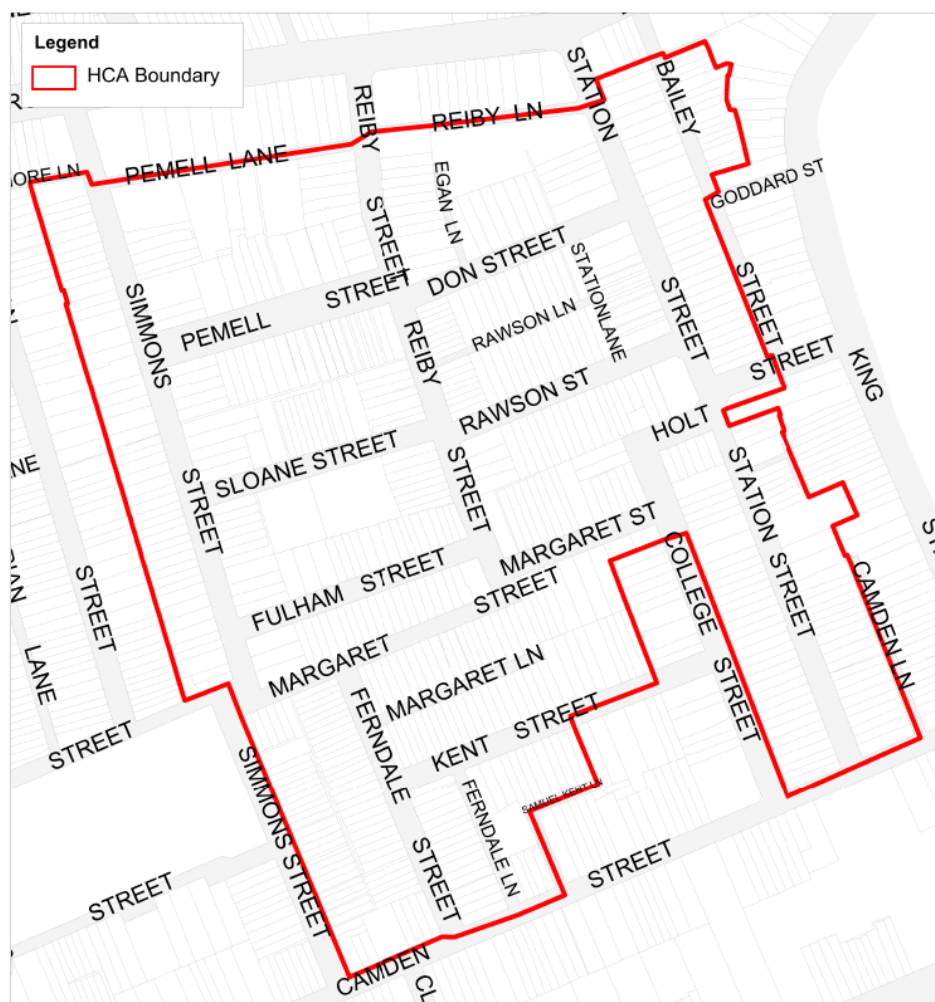 Legend
HCA Boundary
STATION
BAILEY
REIBY
REIBY LN
PEMELL LANE
EGAN LN
GODDARD ST
STREET
DON STREET
STATIONLANE
SIMMONS
PEMELL
STREET
RAWSON LN
STREET
STREET
REIBY
STREET
KING
RAWSON ST
HOLT
SLOANE STREET
STREET
STREET
STATION
STREET
MARGARET ST
COLLEGE
FULHAM STREET
STREET
CAMDEN LN
STREET
LANE
MARGARET
MARGARET LN
STREET
FERNDALE
STREET
KENT STREET
STREET
SIMMONS STREET
FERNDALE LN
SAMUEL KENT LN
STREET
STREET
STREET
CAMDEN